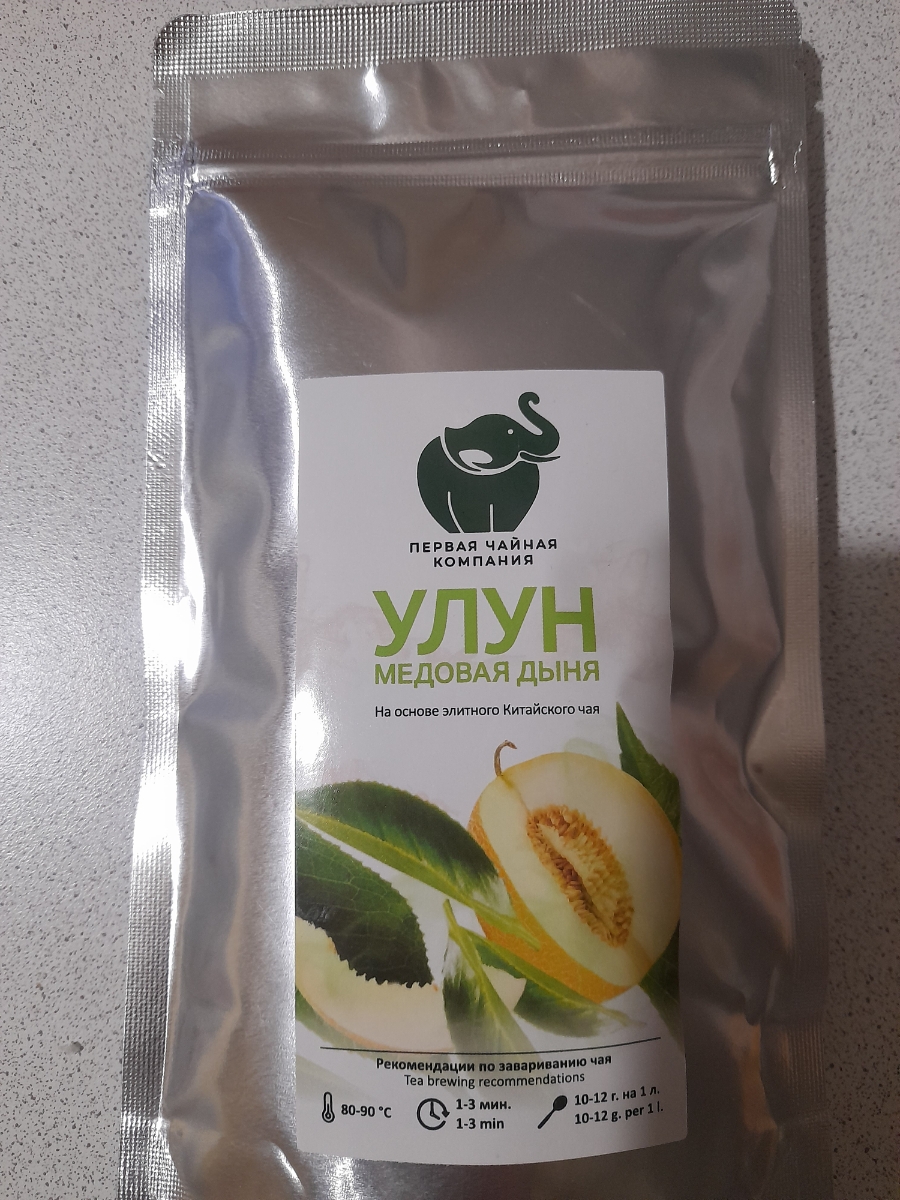 ПЕРВАЯ ЧАЙНАЯ
КОМПАНИЯ
УЛУН
МЕДОВАЯ ДЫНЯ
На основе элитного Китайского чая
Рекомендации по завариванию чая
Tea brewing recommendations
80-90 °C
1-3 мин.
1-3 min
10-12 г. на 1 л.
10-12 g. per 1 l.